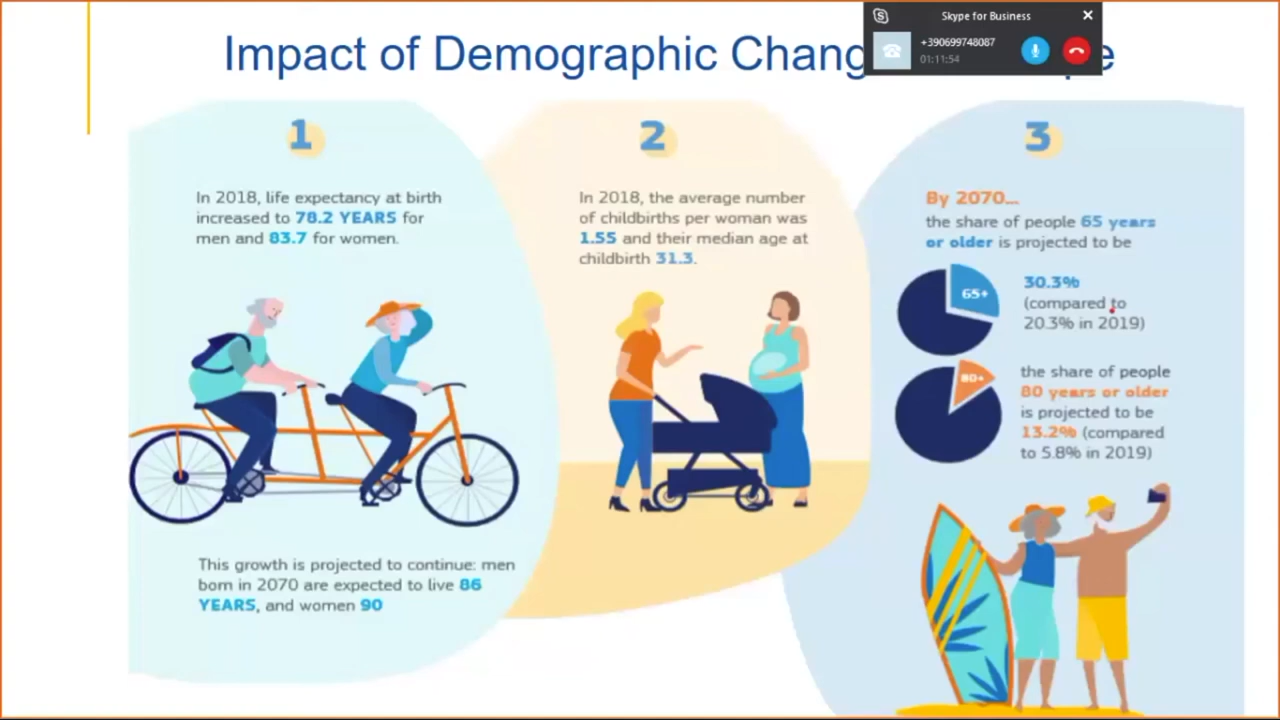 Skype for Business
+390699748087
01:11:54
Impact of Demographic Chang
1
In 2018, life expectancy at birth
increased to 78.2 YEARS for
men and 83.7 for women.
This growth is projected to continue: men
born in 2070 are expected to live 86
YEARS, and women 90
2
In 2018, the average number
of childbirths per woman was
1.55 and their median age at
childbirth 31.3.
3
By 2070...
the share of people 65 years
or older is projected to be
65+
30.3%
(compared to
20.3% in 2019)
80+
the share of people
80 years or older
is projected to be
13.2% (compared
to 5.8% in 2019)